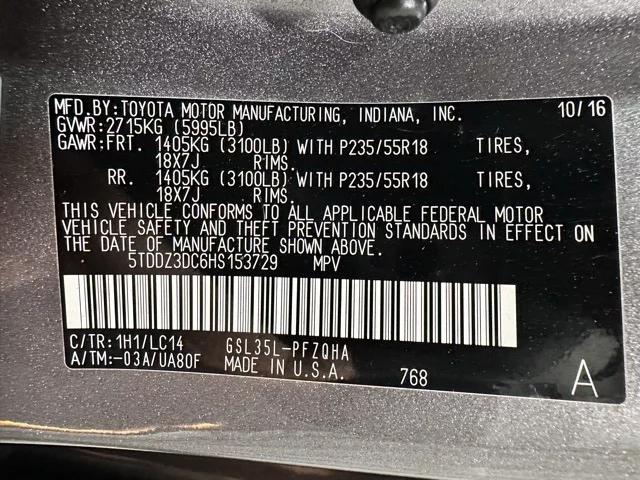 MFD.BY:TOYOTA MOTOR MANUFACTURING, INDIANA, INC. 10/16
GVWR:2715KG (5995LB)
GAWR:FRT. 1405KG (3100LB) WITH P235/55R18 TIRES,
18X7J RIMS.
RR. 1405KG (3100LB) WITH P235/55R18 TIRES,
18X7J RIMS.
THIS VEHICLE CONFORMS TO ALL APPLICABLE FEDERAL MOTOR
VEHICLE SAFETY AND THEFT PREVENTION STANDARDS IN EFFECT ON
THE DATE OF MANUFACTURE SHOWN ABOVE.
5TDDZ3DC6HS153729 MPV
C/TR:1H1/LC14 GSL35L-PFZQHA
A/TM:-03A/UA80F MADE IN U.S.A. 768 A